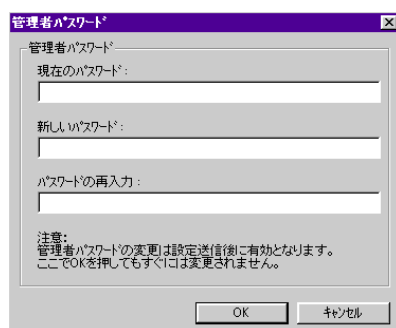 管理者ﾊﾟｽﾜｰﾄﾞ
管理者ﾊﾟｽﾜｰﾄﾞ
現在のﾊﾟｽﾜｰﾄﾞ：
新しいﾊﾟｽﾜｰﾄﾞ：
ﾊﾟｽﾜｰﾄﾞの再入力：
注意：
管理者ﾊﾟｽﾜｰﾄﾞの変更は設定送信後に有効となります。
ここでOKを押してもすぐには変更されません。
OK
ｷｬﾝｾﾙ